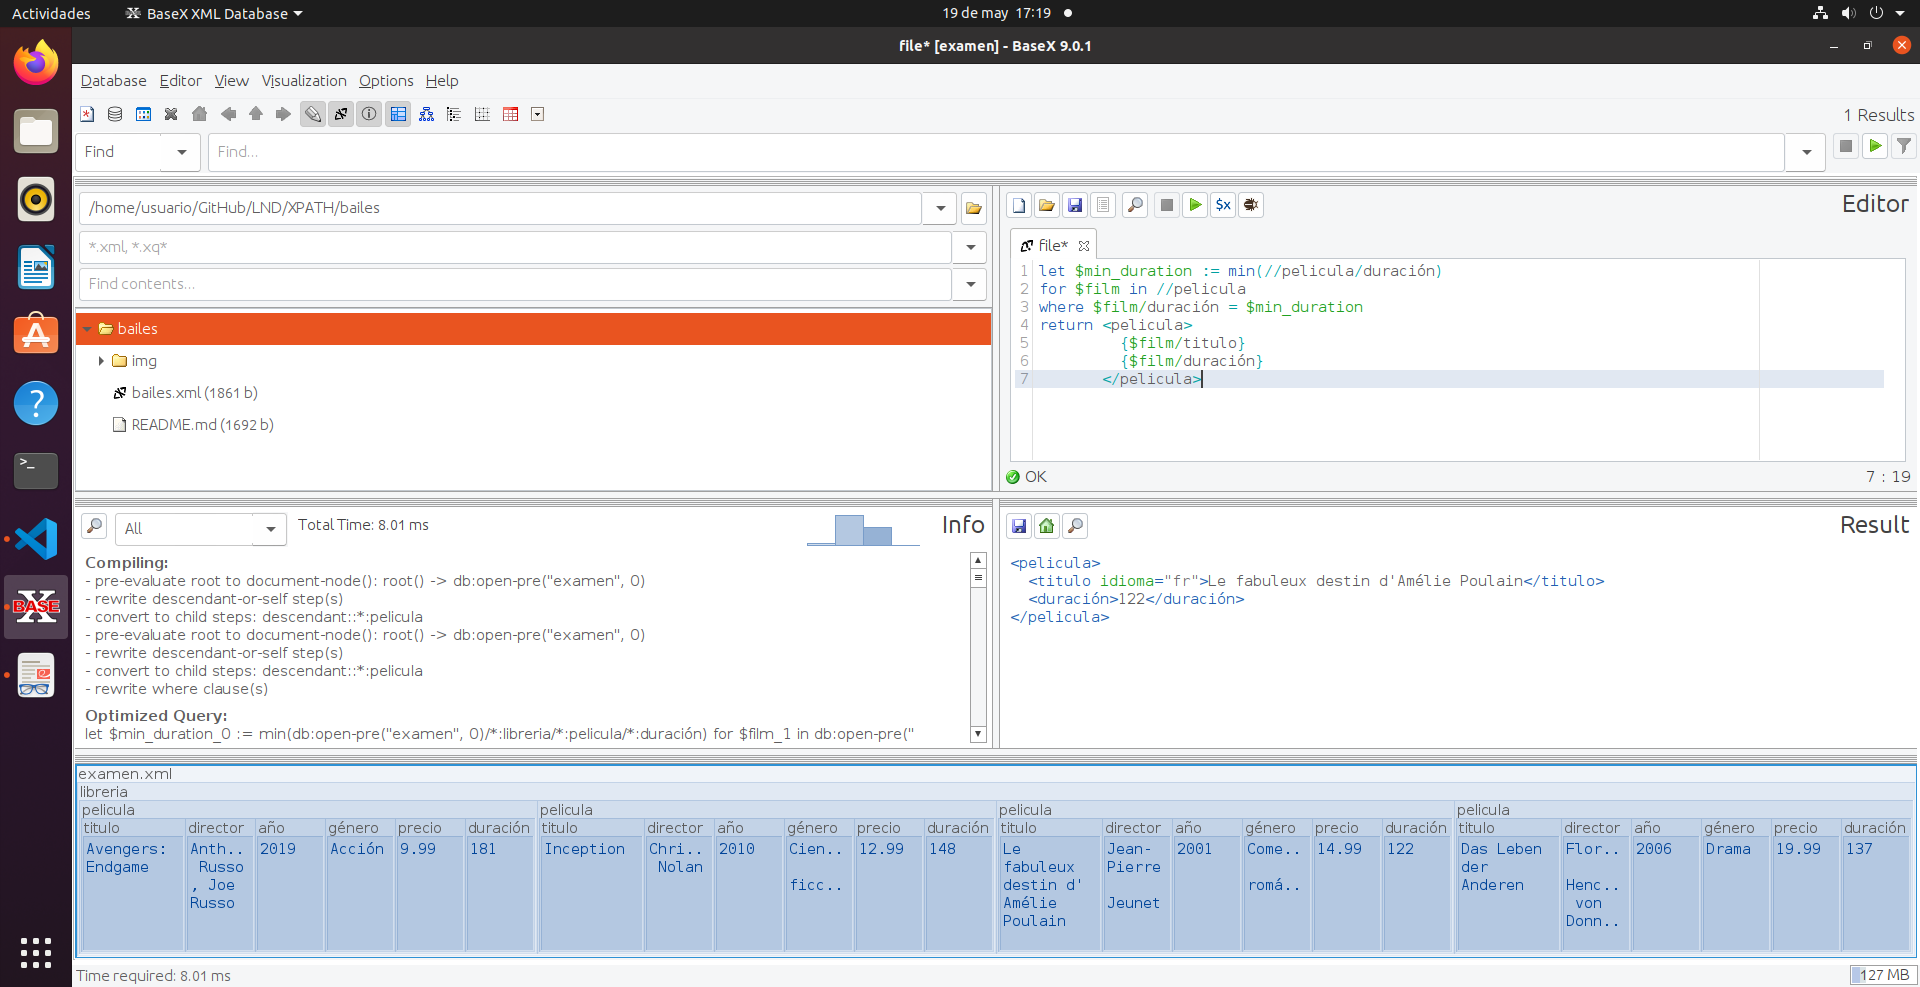 Actividades
BaseX XML Database
19 de may 17:19
file* [examen] - BaseX 9.0.1
Database Editor View Visualization Options Help
1 Results
Find
Find...
/home/usuario/GitHub/LND/XPATH/bailes
*.xml, *.xq*
Find contents...
bailes
img
bailes.xml (1861 b)
README.md (1692 b)
Editor
$x
file*
1 let $min_duration := min(//pelicula/duración)
2 for $film in //pelicula
3 where $film/duración = $min_duration
4 return <pelicula>
5 {$film/titulo}
6 {$film/duración}
7 </pelicula>
OK
7 : 19
All
Total Time: 8.01 ms
Info
Compiling:
- pre-evaluate root to document-node(): root() -> db:open-pre("examen", 0)
- rewrite descendant-or-self step(s)
- convert to child steps: descendant::*:pelicula
- pre-evaluate root to document-node(): root() -> db:open-pre("examen", 0)
- rewrite descendant-or-self step(s)
- convert to child steps: descendant::*:pelicula
- rewrite where clause(s)
Optimized Query:
let $min_duration_0 := min(db:open-pre("examen", 0)/*:libreria/*:pelicula/*:duración) for $film_1 in db:open-pre("
Result
<pelicula>
<titulo idioma="fr">Le fabuleux destin d'Amélie Poulain</titulo>
<duración>122</duración>
</pelicula>
BASE
X
examen.xml
libreria
pelicula
titulo director año género precio duración
Avengers: Endgame
Anth.. Russo , Joe Russo
2019
Acción
9.99
181
pelicula
titulo director año género precio duración
Inception
Chri.. Nolan
2010
Cien.. ficc..
12.99
148
pelicula
titulo director año género precio duración
Le fabuleux destin d' Amélie Poulain
Jean- Pierre Jeunet
2001
Come.. romá..
14.99
122
pelicula
titulo director año género precio duración
Das Leben der Anderen
Flor.. Henc.. von Donn..
2006
Drama
19.99
137
Time required: 8.01 ms
127 MB